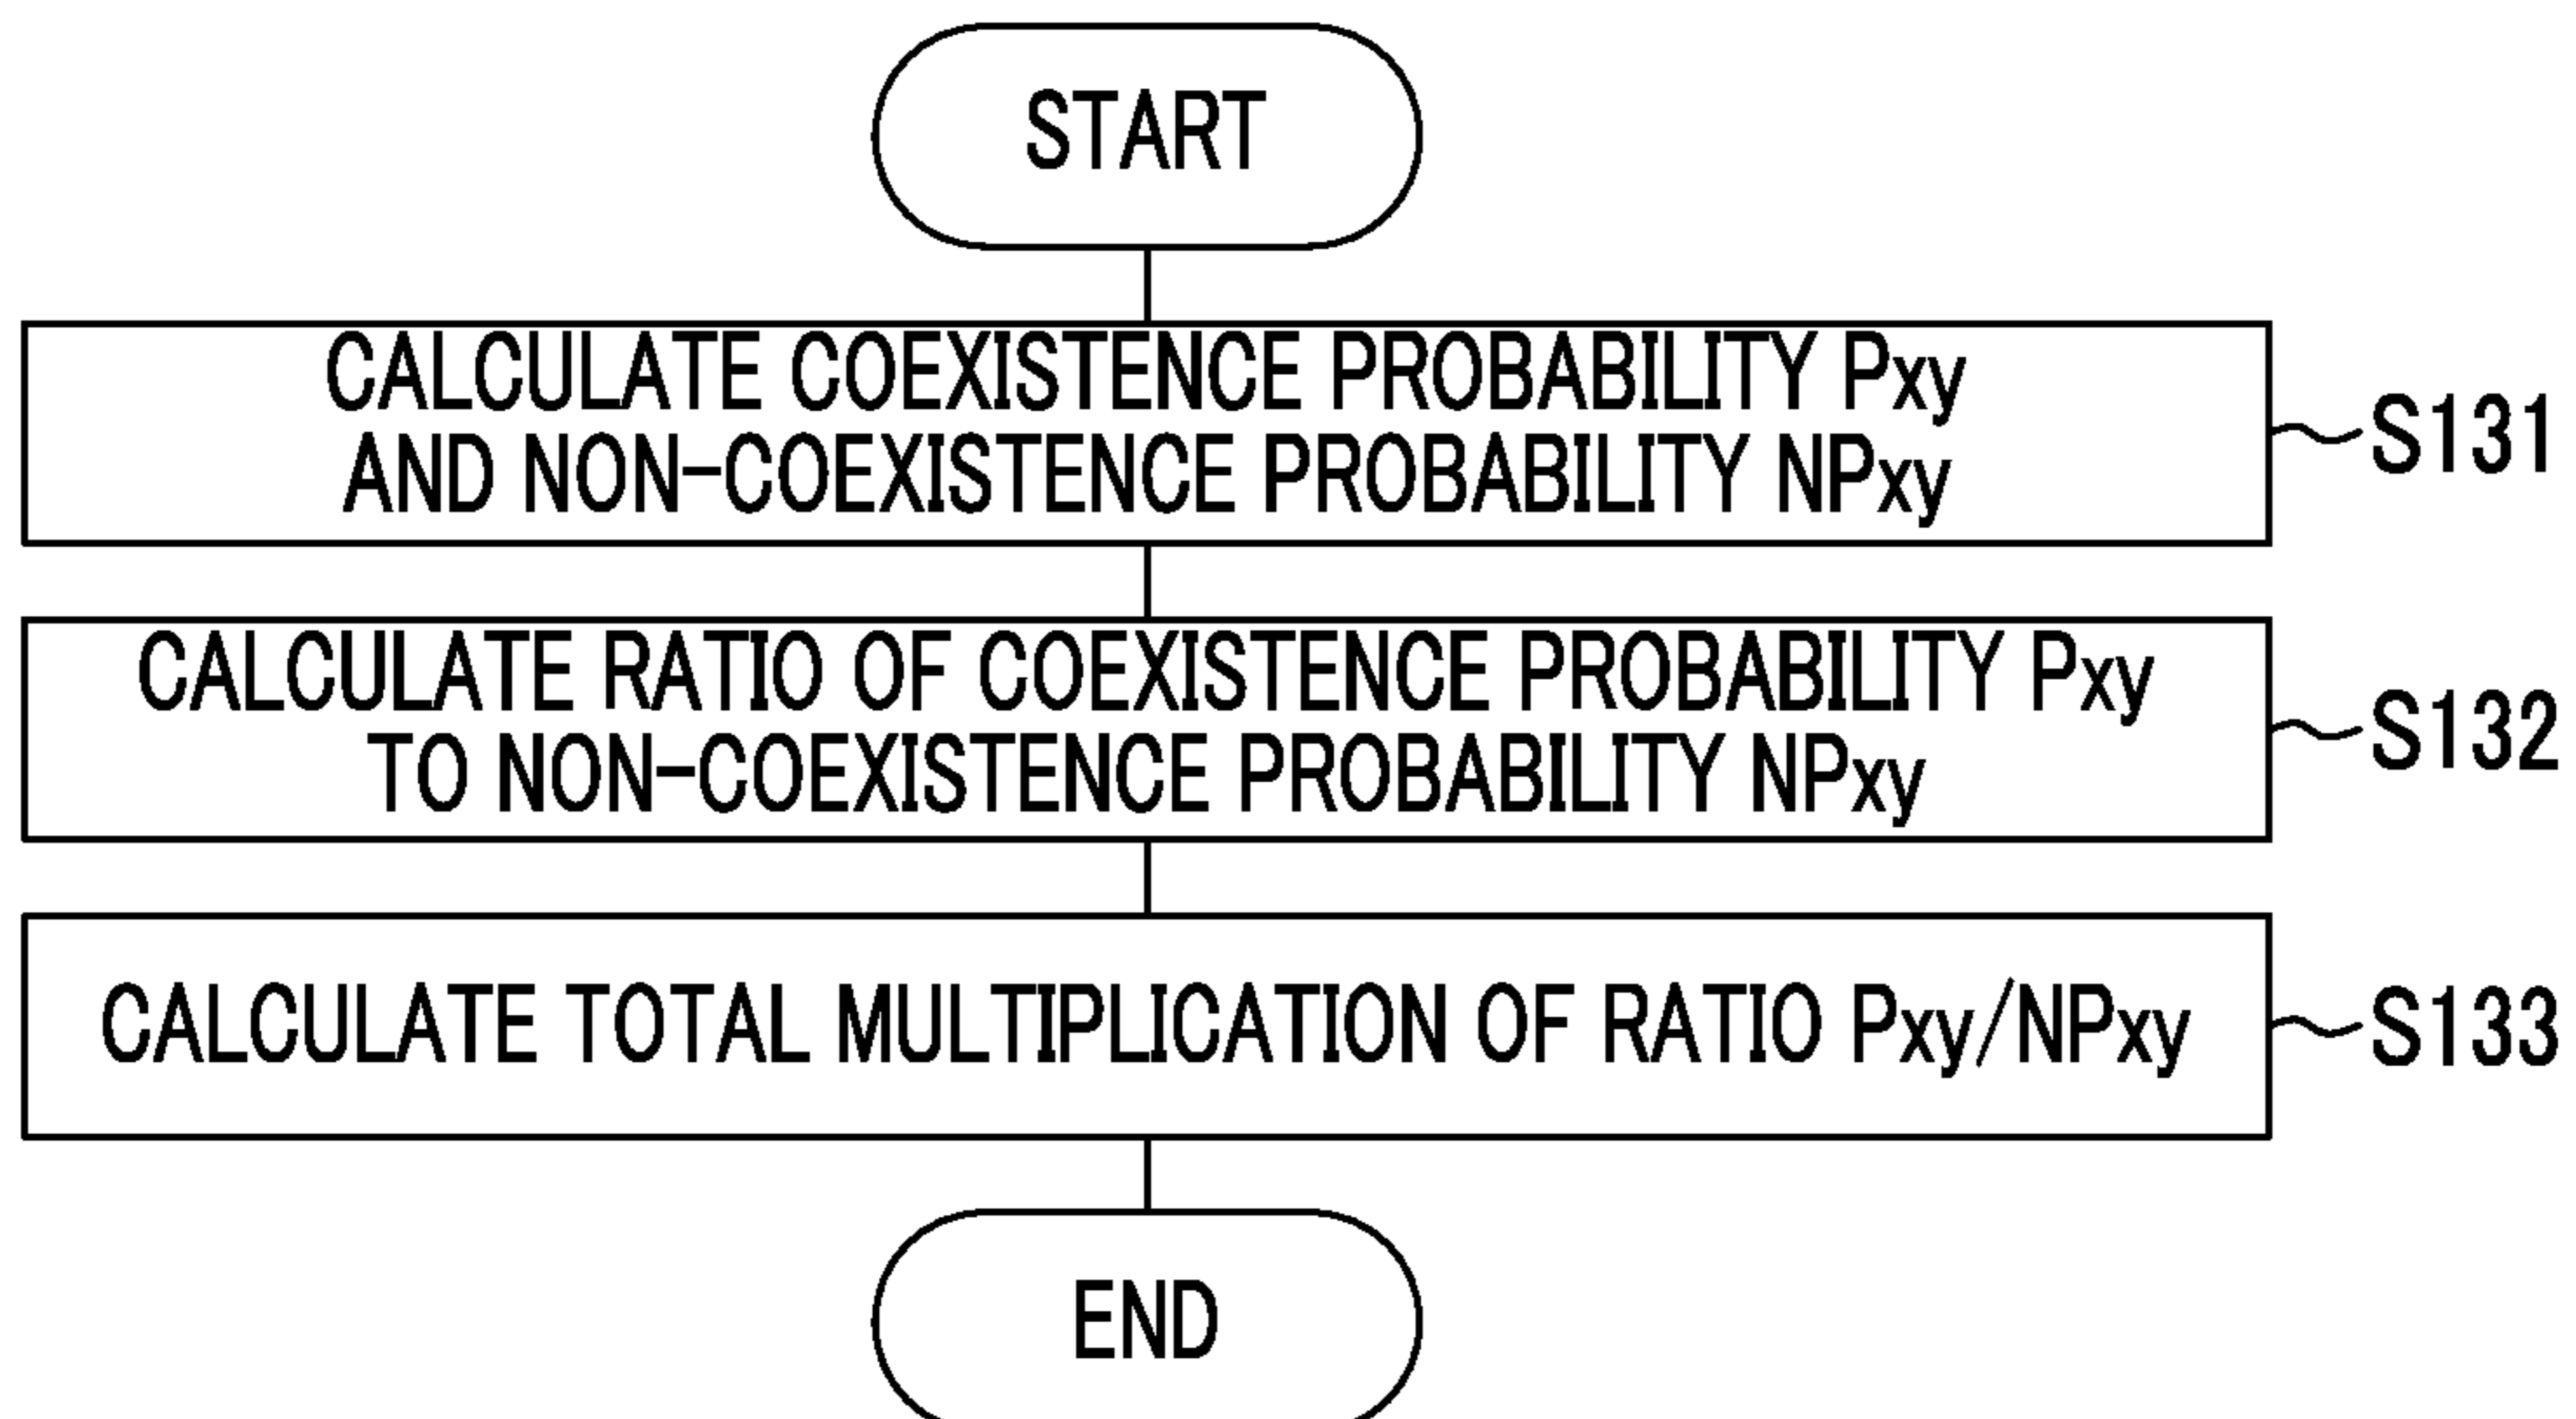 START
CALCULATE COEXISTENCE PROBABILITY Pxy
AND NON-COEXISTENCE PROBABILITY NPxy
S131
CALCULATE RATIO OF COEXISTENCE PROBABILITY Pxy
TO NON-COEXISTENCE PROBABILITY NPxy
S132
CALCULATE TOTAL MULTIPLICATION OF RATIO Pxy/NPxy
S133
END